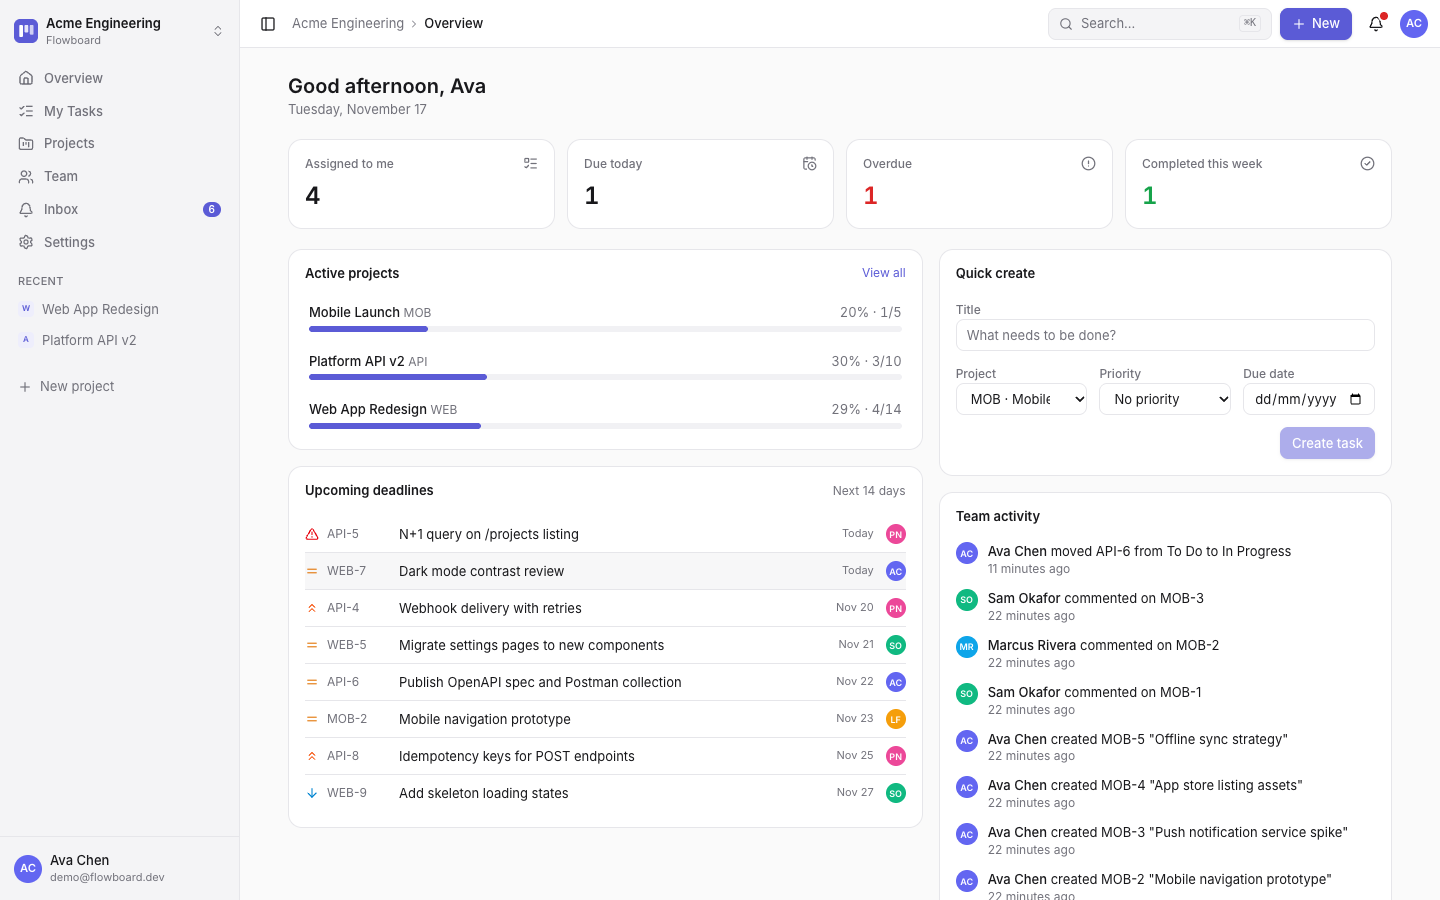 Acme Engineering
Flowboard
Overview
My Tasks
Projects
Team
Inbox 6
Settings
RECENT
W Web App Redesign
A Platform API v2
New project
AC Ava Chen
demo@flowboard.dev
Acme Engineering › Overview
Search... ⌘K
+ New
AC
Good afternoon, Ava
Tuesday, November 17
Assigned to me
4
Due today
1
Overdue
1
Completed this week
1
Active projects View all
Mobile Launch MOB 20% · 1/5
Platform API v2 API 30% · 3/10
Web App Redesign WEB 29% · 4/14
Upcoming deadlines Next 14 days
API-5 N+1 query on /projects listing Today PN
WEB-7 Dark mode contrast review Today AC
API-4 Webhook delivery with retries Nov 20 PN
WEB-5 Migrate settings pages to new components Nov 21 SO
API-6 Publish OpenAPI spec and Postman collection Nov 22 AC
MOB-2 Mobile navigation prototype Nov 23 LF
API-8 Idempotency keys for POST endpoints Nov 25 PN
WEB-9 Add skeleton loading states Nov 27 SO
Quick create
Title
What needs to be done?
Project Priority Due date
MOB · Mobile No priority dd/mm/yyyy
Create task
Team activity
AC Ava Chen moved API-6 from To Do to In Progress
11 minutes ago
SO Sam Okafor commented on MOB-3
22 minutes ago
MR Marcus Rivera commented on MOB-2
22 minutes ago
SO Sam Okafor commented on MOB-1
22 minutes ago
AC Ava Chen created MOB-5 "Offline sync strategy"
22 minutes ago
AC Ava Chen created MOB-4 "App store listing assets"
22 minutes ago
AC Ava Chen created MOB-3 "Push notification service spike"
22 minutes ago
AC Ava Chen created MOB-2 "Mobile navigation prototype"
22 minutes ago